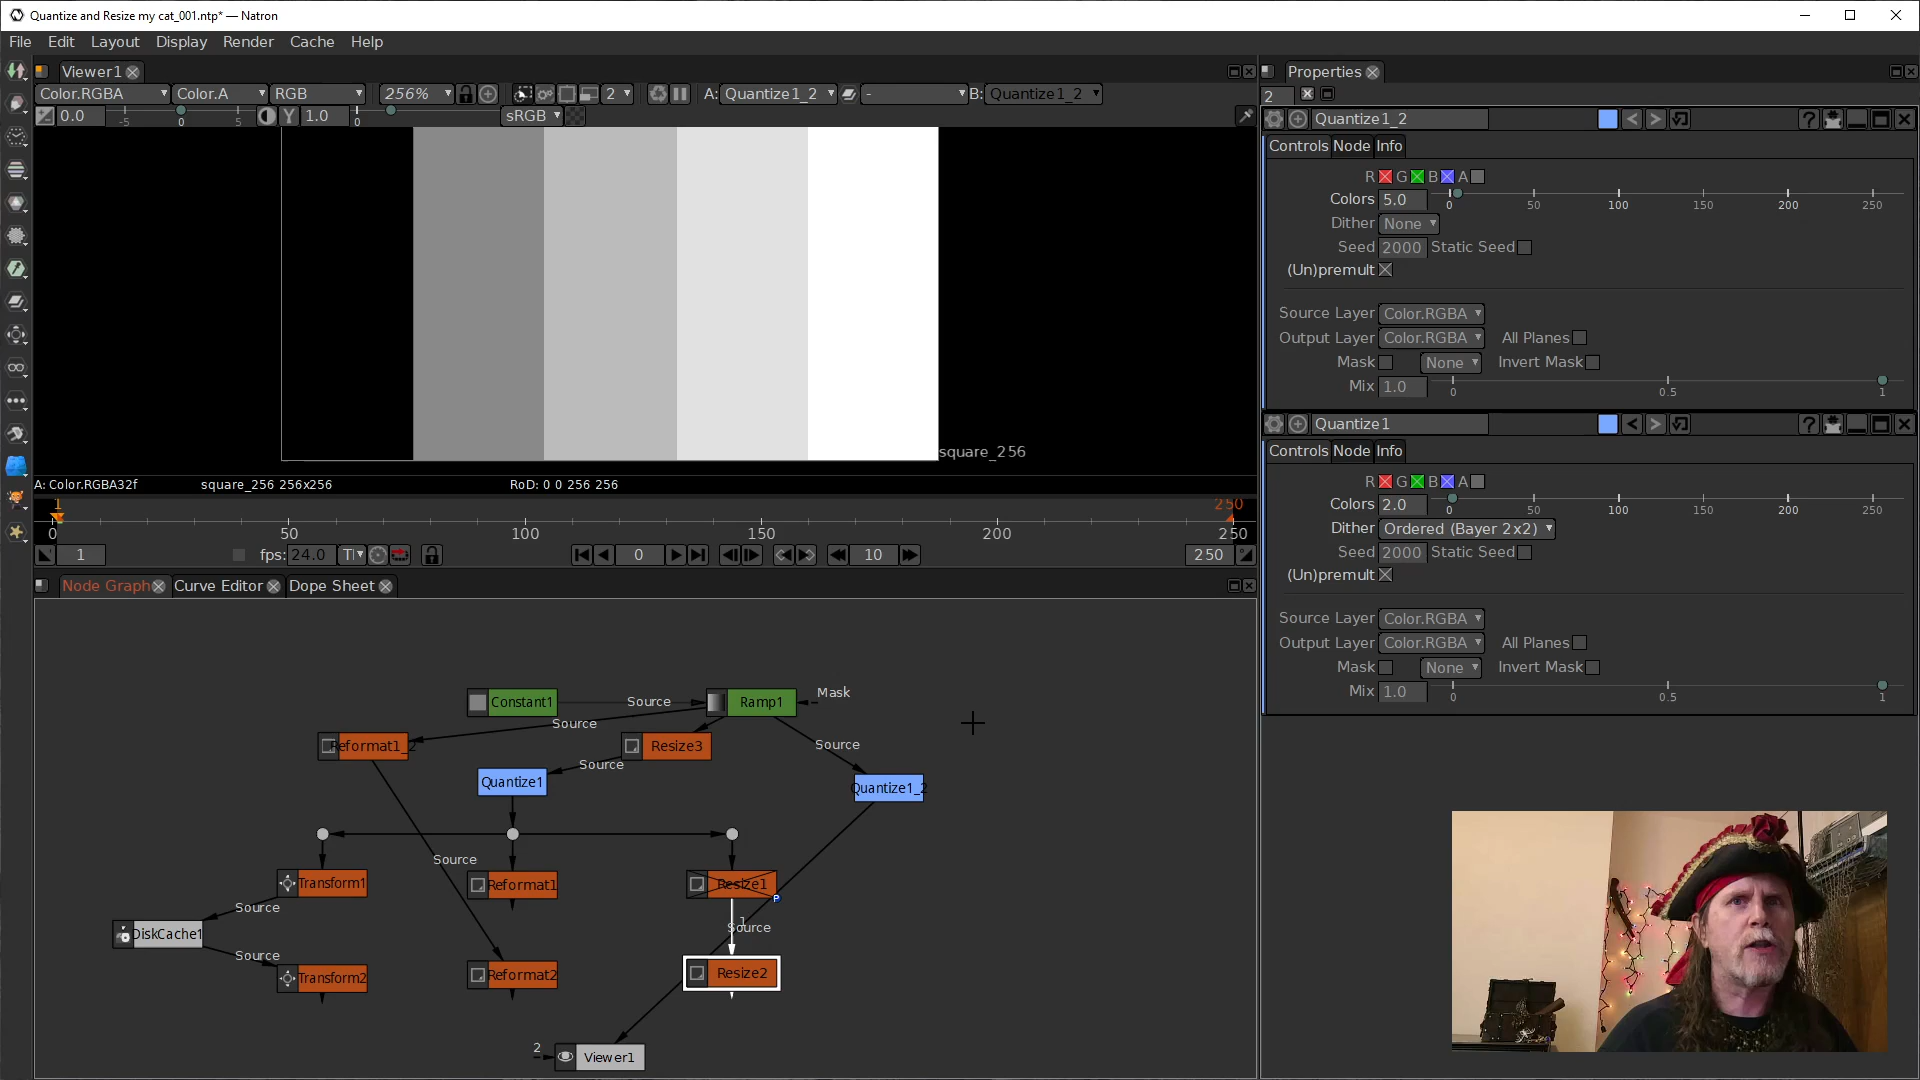 Quantize and Resize my cat_001.ntp* — Natron
File Edit Layout Display Render Cache Help
Viewer1
Color.RGBA Color.A RGB 256% 2 A: Quantize1_2 - B: Quantize1_2
0.0 -5 0 5 Y 1.0 0 sRGB
square_256
A: Color.RGBA32f square_256 256x256 RoD: 0 0 256 256
1 250
0 50 100 150 200 250
1 fps: 24.0 0 10 250
Node Graph Curve Editor Dope Sheet
Constant1 Source Ramp1 Mask
Source
Reformat1_2 Resize3 Source
Source
Quantize1 Quantize1_2
Source
Transform1 Reformat1 Resize1
P
Source 1
Source
DiskCache1
Source
Transform2 Reformat2 Resize2
2 Viewer1
Properties
2
Quantize1_2
?
Controls Node Info
R G B A
Colors 5.0 0 50 100 150 200 250
Dither None
Seed 2000 Static Seed
(Un)premult
Source Layer Color.RGBA
Output Layer Color.RGBA All Planes
Mask None Invert Mask
Mix 1.0 0 0.5 1
Quantize1
?
Controls Node Info
R G B A
Colors 2.0 0 50 100 150 200 250
Dither Ordered (Bayer 2x2)
Seed 2000 Static Seed
(Un)premult
Source Layer Color.RGBA
Output Layer Color.RGBA All Planes
Mask None Invert Mask
Mix 1.0 0 0.5 1